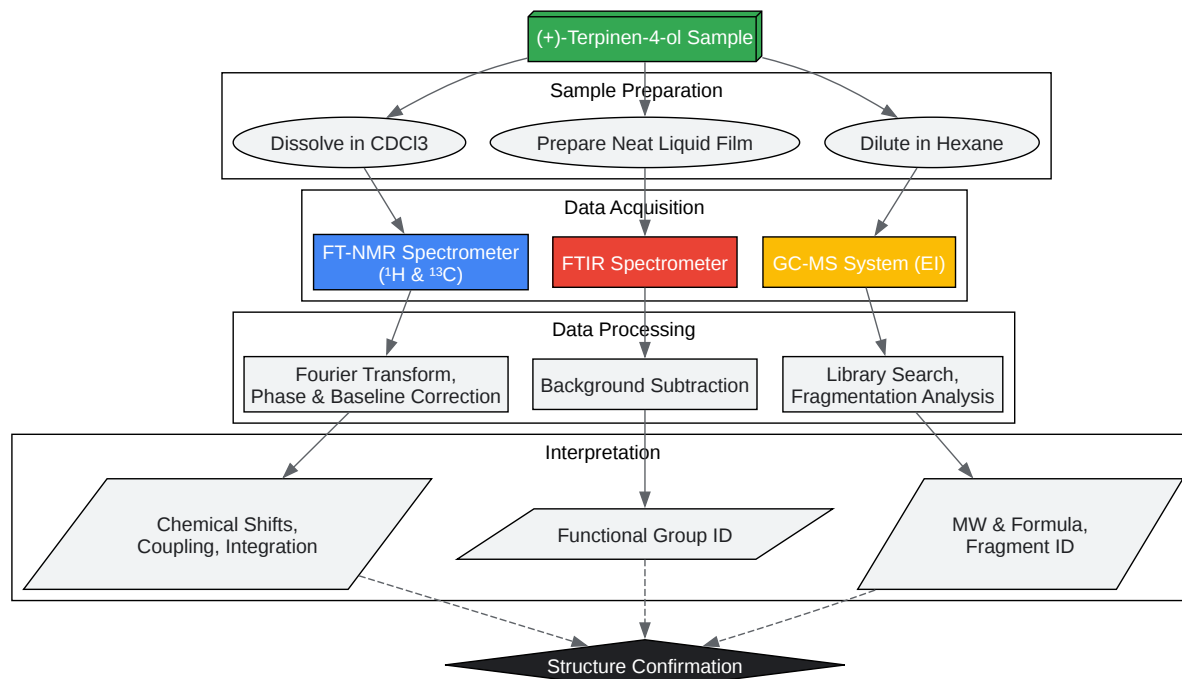 (+)-Terpinen-4-ol Sample
Sample Preparation
Dissolve in CDCl3
Prepare Neat Liquid Film
Dilute in Hexane
Data Acquisition
FT-NMR Spectrometer
(¹H & ¹³C)
FTIR Spectrometer
GC-MS System (EI)
Data Processing
Fourier Transform,
Phase & Baseline Correction
Background Subtraction
Library Search,
Fragmentation Analysis
Interpretation
Chemical Shifts,
Coupling, Integration
Functional Group ID
MW & Formula,
Fragment ID
Structure Confirmation